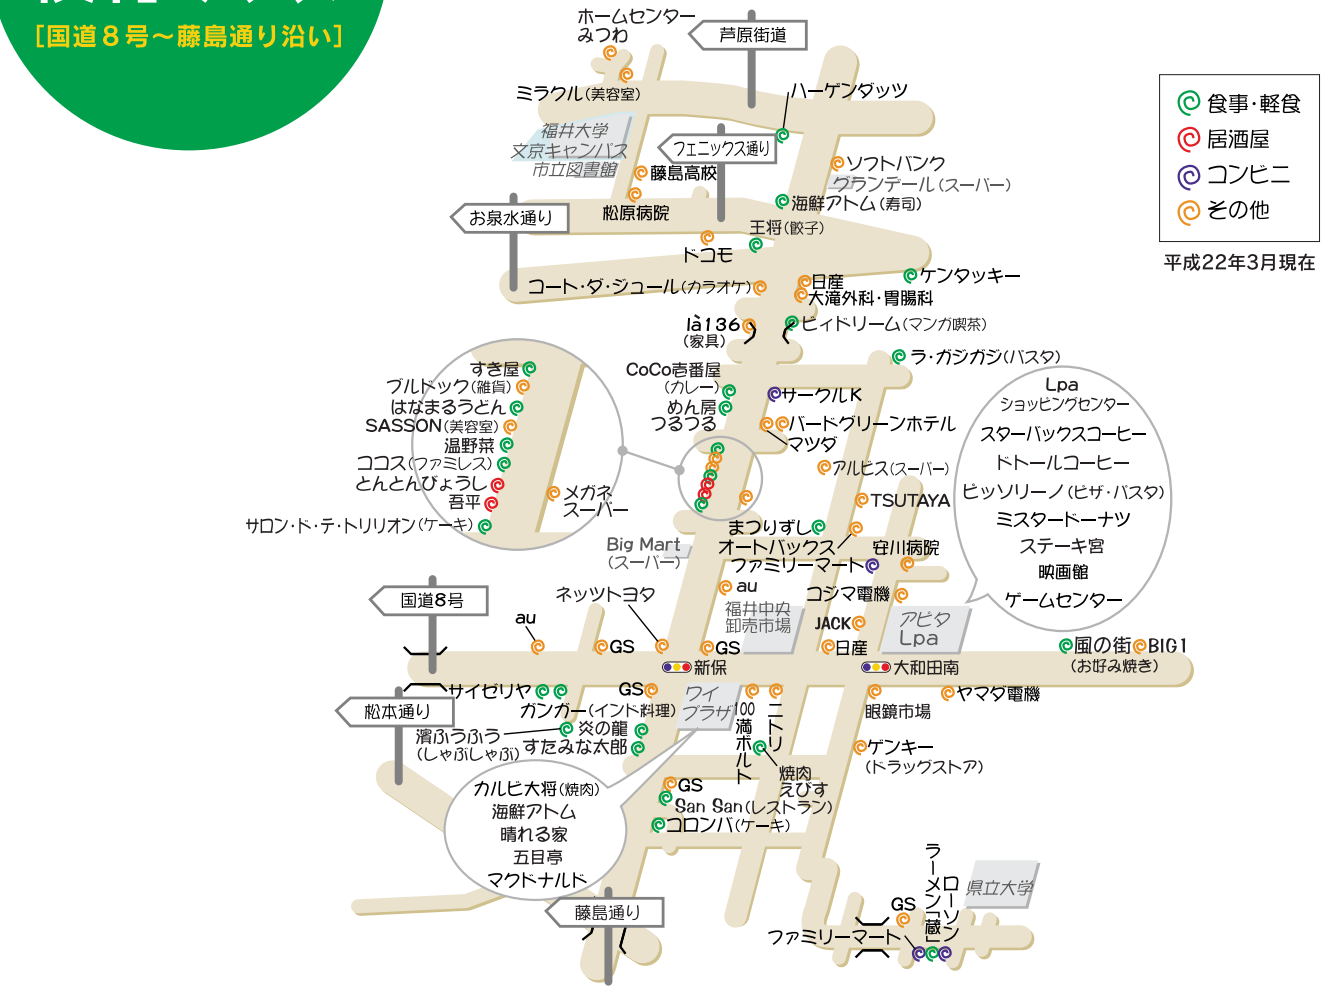 [国道8号～藤島通り沿い]
ホームセンター
みつわ
芦原街道
ミラクル(美容室)
ハーゲンダッツ
福井大学
文京キャンパス
市立図書館
フェニックス通り
藤島高校
ソフトバンク
グランデール(スーパー)
松原病院
海鮮アトム(寿司)
お泉水通り
王将(餃子)
ドコモ
コート・ダ・ジュール(カラオケ)
日産
大滝外科・胃腸科
ケンタッキー
là136
(家具)
ビィドリーム(マンガ喫茶)
食事・軽食
居酒屋
コンビニ
その他
平成22年3月現在
すき屋
ブルドック(雑貨)
はなまるうどん
SASSON(美容室)
温野菜
ココス(ファミレス)
とんとんびょうし
吾平
サロン・ド・テ・トリリオン(ケーキ)
メガネ
スーパー
CoCo壱番屋
(カレー)
めん房
つるつる
ラ・ガシガジ(パスタ)
サークルK
バードグリーンホテル
マツダ
アルビス(スーパー)
TSUTAYA
まつりずし
オートバックス
ファミリーマート
安川病院
Big Mart
(スーパー)
au
コジマ電機
福井中央
卸売市場
JACK
日産
アピタ
Lpa
Lpa
ショッピングセンター
スターバックスコーヒー
ドトールコーヒー
ピッソリーノ(ピザ・パスタ)
ミスタードーナツ
ステーキ宮
映画館
ゲームセンター
国道8号
ネッツトヨタ
au
GS
GS
新保
大和田南
風の街
(お好み焼き)
BIG1
松本通り
サイゼリヤ
GS
ワイ
プラザ
ガンガー(インド料理)
濱ふうふう
(しゃぶしゃぶ)
炎の龍
すたみな太郎
100
満ボルト
ニトリ
焼肉
えびす
眼鏡市場
ヤマダ電機
ゲンキー
(ドラッグストア)
GS
San San(レストラン)
コロンバ(ケーキ)
カルビ大将(焼肉)
海鮮アトム
晴れる家
五目亭
マクドナルド
藤島通り
GS
ファミリーマート
ラーメン「蔵」
ローソン
県立大学